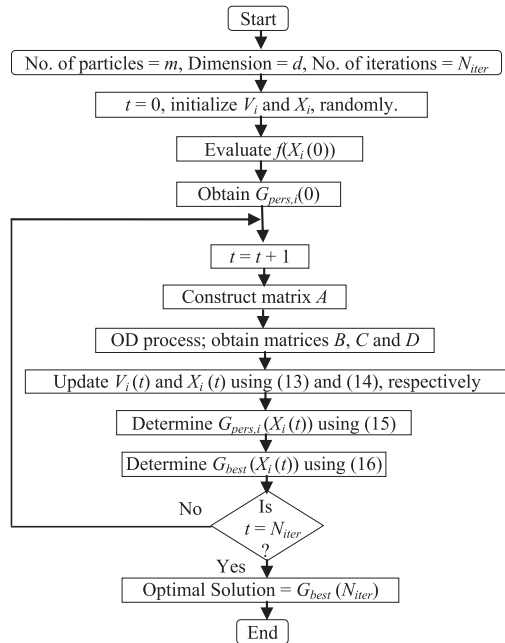 Start
No. of particles = m, Dimension = d, No. of iterations = N_iter
t = 0, initialize V_i and X_i, randomly.
Evaluate f(X_i(0))
Obtain G_pers,i(0)
t = t + 1
Construct matrix A
OD process; obtain matrices B, C and D
Update V_i(t) and X_i(t) using (13) and (14), respectively
Determine G_pers,i(X_i(t)) using (15)
Determine G_best(X_i(t)) using (16)
No
Is
t = N_iter
?
Yes
Optimal Solution = G_best (N_iter)
End